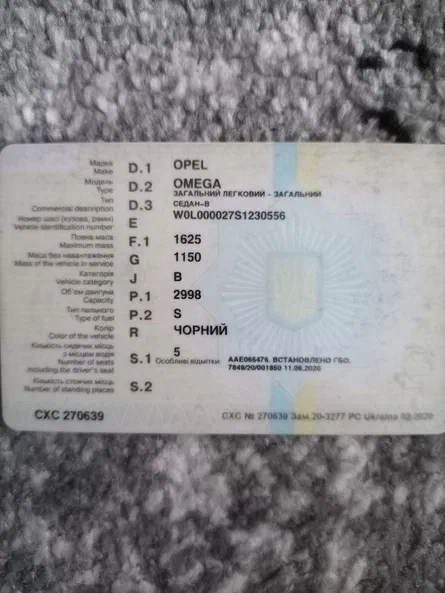 Марка
Make D.1 OPEL
Модель
Type D.2 OMEGA
ЗАГАЛЬНИЙ ЛЕГКОВИЙ - ЗАГАЛЬНИЙ
Тип
Commercial description D.3 СЕДАН-В
Номер шасі (кузова, рами)
Vehicle identification number E W0L000027S1230556
Повна маса
Maximum mass F.1 1625
Маса без навантаження
Mass of the vehicle in service G 1150
Категорія
Vehicle category J B
Об'єм двигуна
Capacity P.1 2998
Тип пального
Type of fuel P.2 S
Колір
Color of the vehicle R ЧОРНИЙ
Кількість сидячих місць
з місцем водія
Number of seats
including the driver's seat S.1 5
Особливі відмітки: ААЕ065476. ВСТАНОВЛЕНО ГБО.
7849/20/001850 11.06.2020
Кількість стоячих місць
Number of standing places S.2
СХС 270639
СХС № 270639 Зам.20-3277 РС Ukraina 02.2020